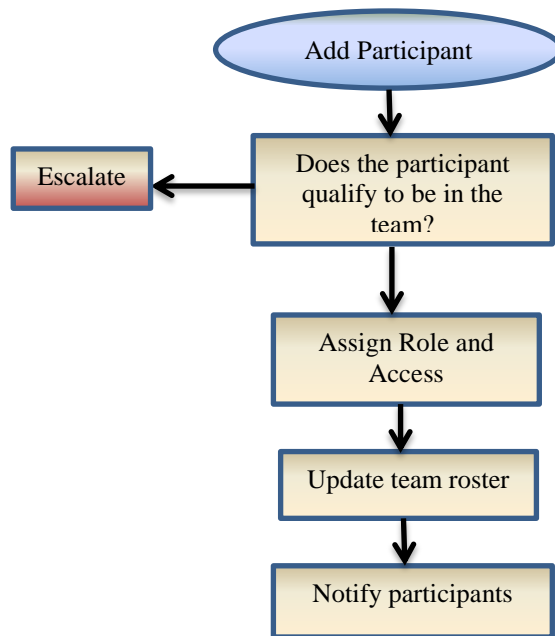 Add Participant
Escalate
Does the participant
qualify to be in the
team?
Assign Role and
Access
Update team roster
Notify participants